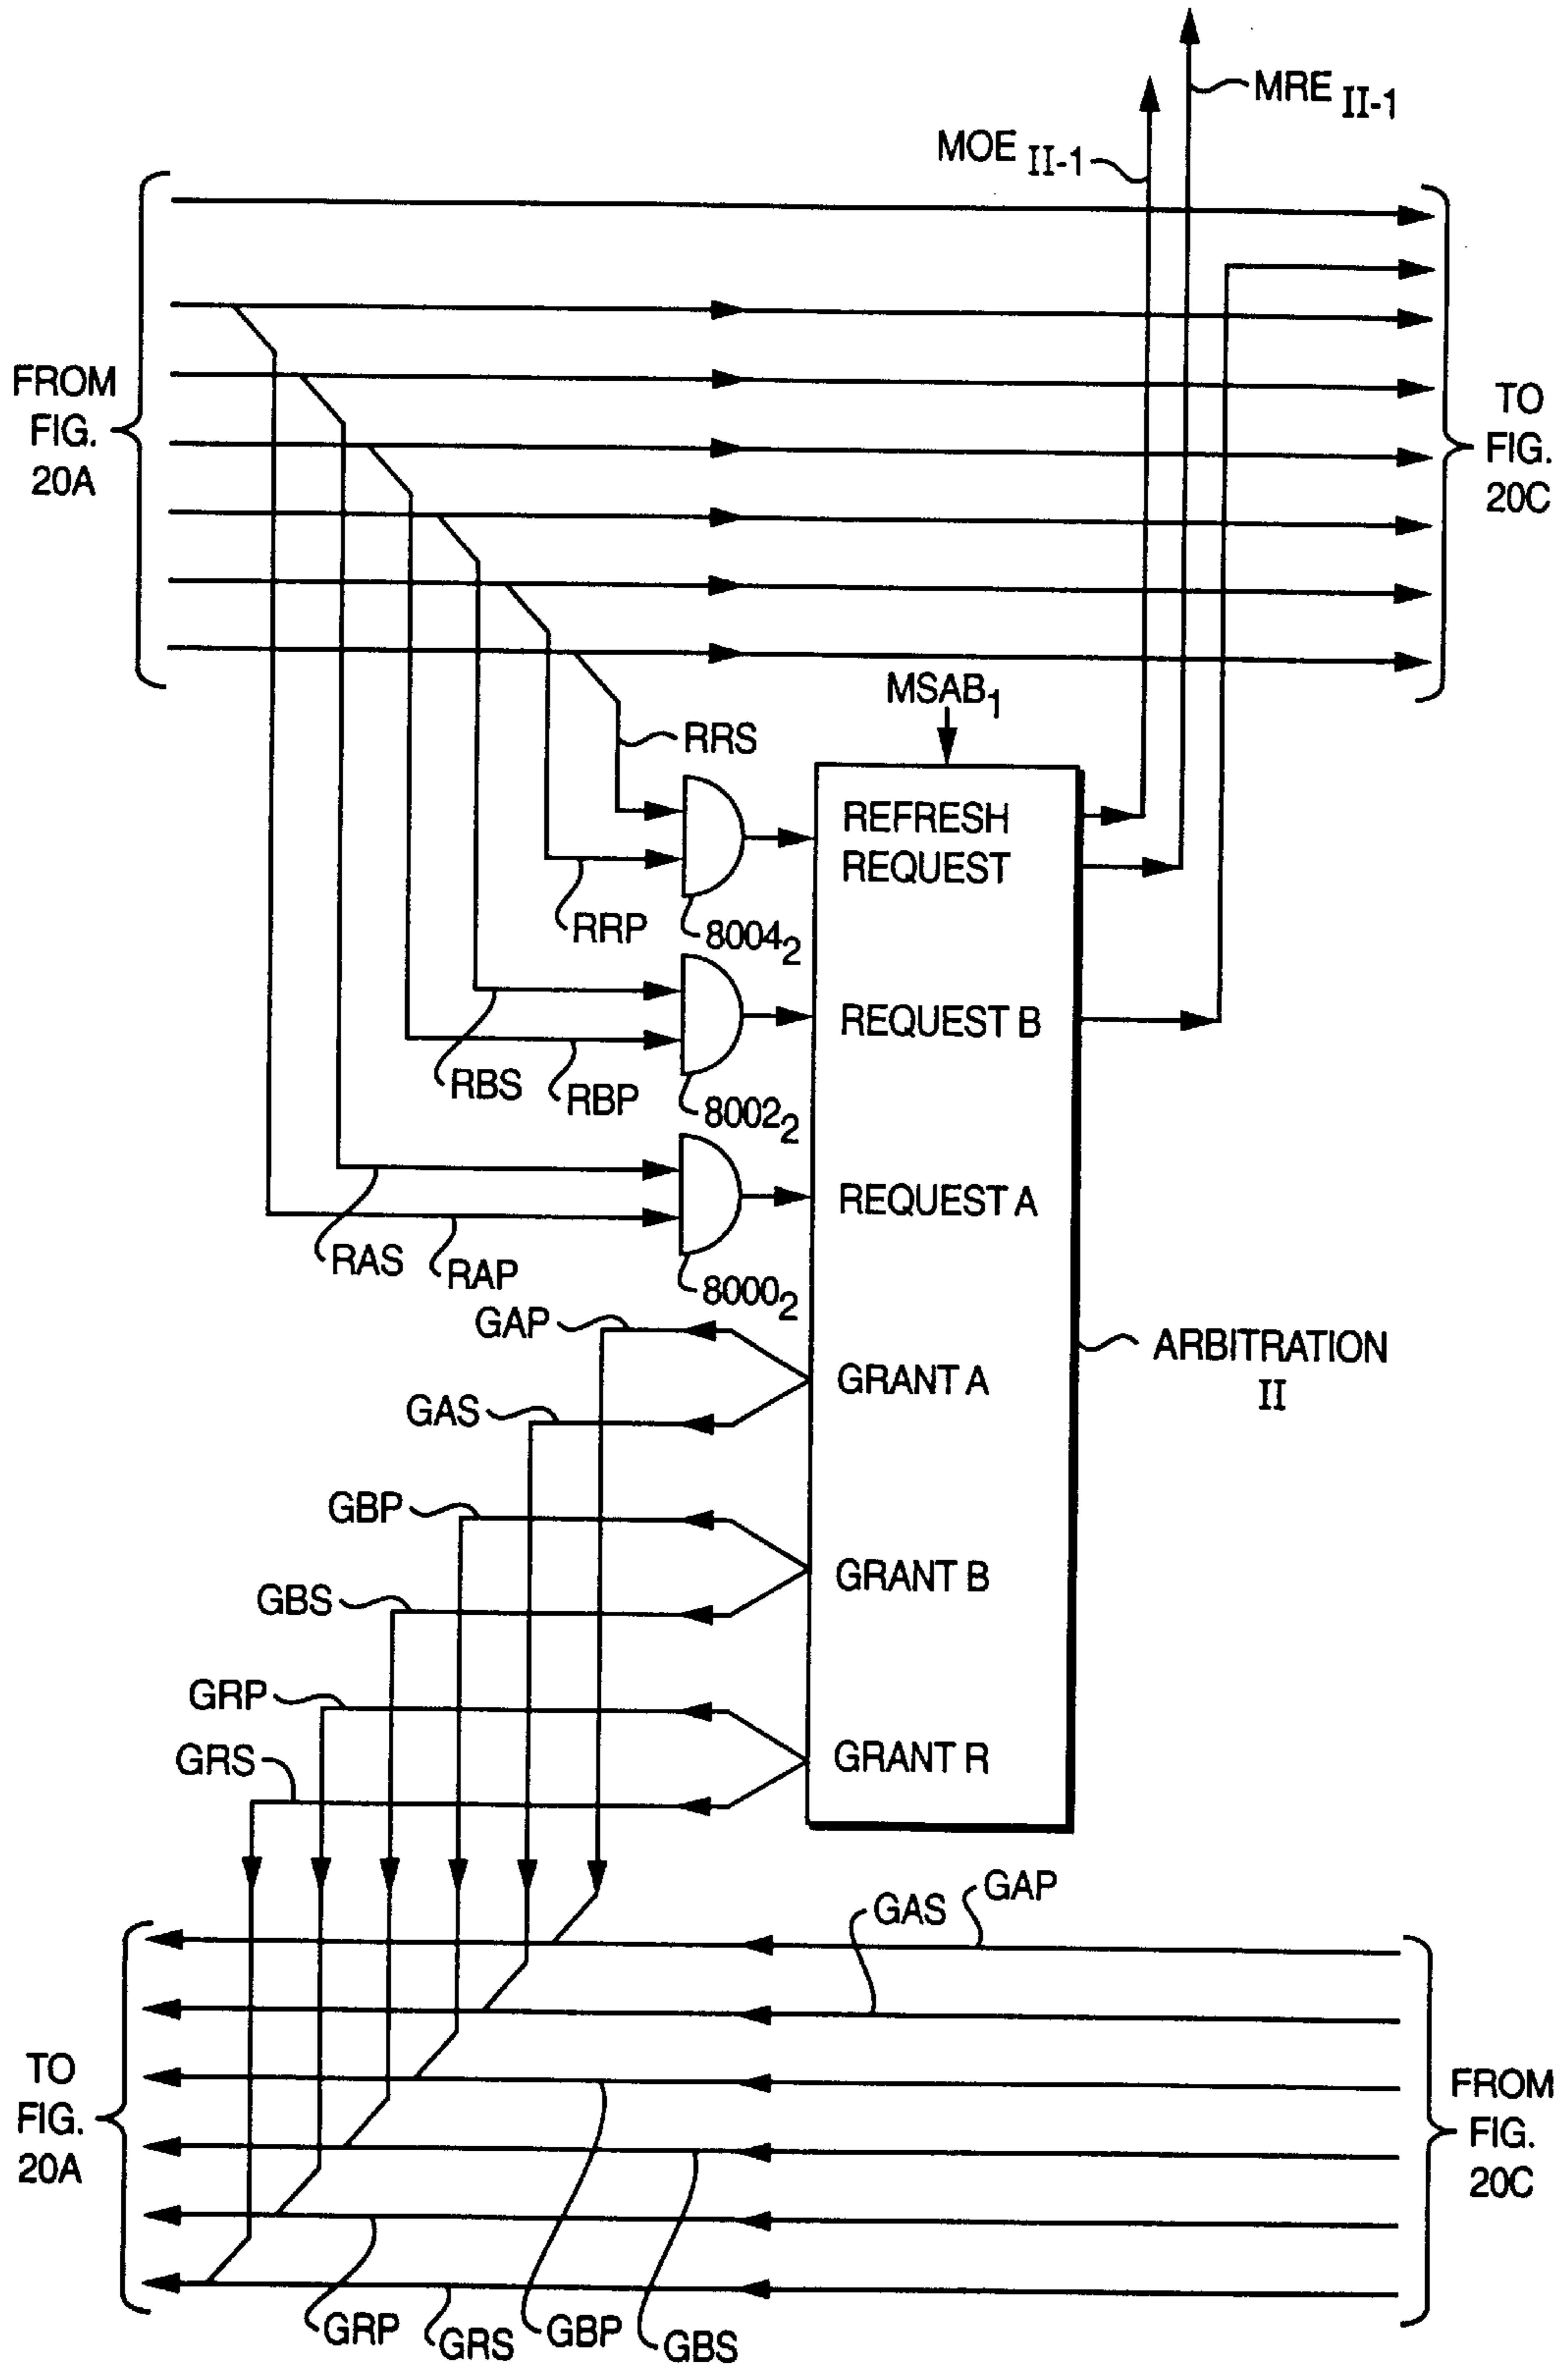 MRE II-1
MOE II-1
FROM
FIG.
20A
TO
FIG.
20C
MSAB1
RRS
REFRESH
REQUEST
RRP
80042
REQUEST B
RBS
RBP
80022
REQUEST A
RAS
RAP
80002
GAP
ARBITRATION
II
GRANT A
GAS
GBP
GRANT B
GBS
GRP
GRANT R
GRS
GAP
GAS
TO
FIG.
20A
FROM
FIG.
20C
GRP
GRS
GBP
GBS